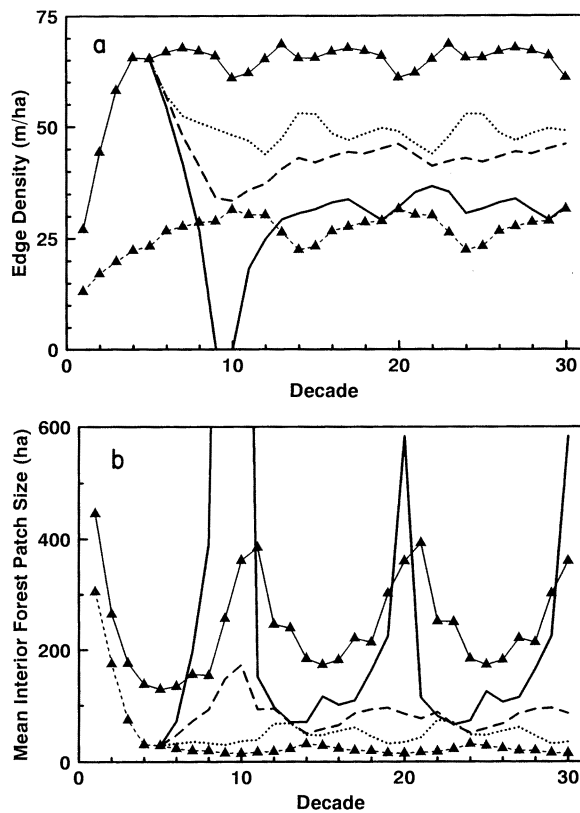 a
75
50
25
0
Edge Density (m/ha)
0 10 20 30
Decade
b
600
400
200
0
Mean Interior Forest Patch Size (ha)
0 10 20 30
Decade